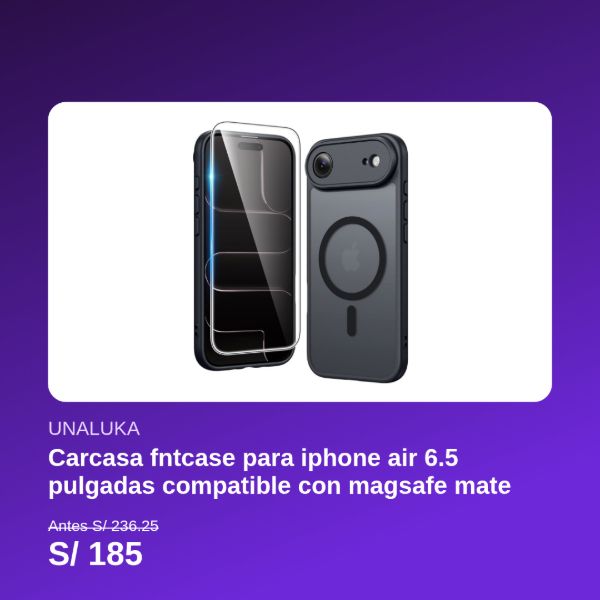 UNALUKA
Carcasa fntcase para iphone air 6.5
pulgadas compatible con magsafe mate
Antes S/ 236.25
S/ 185